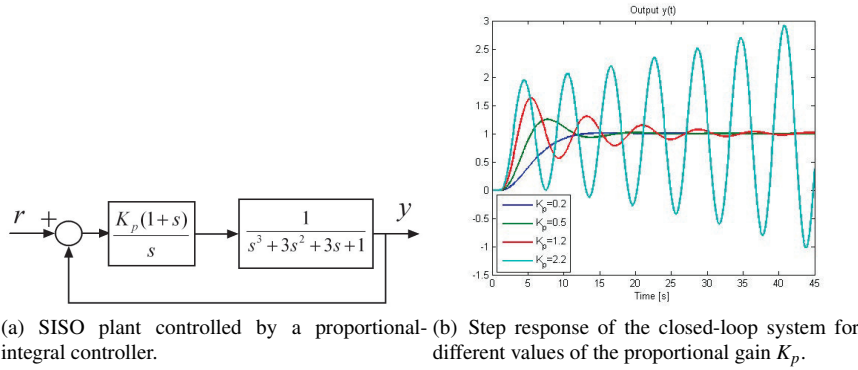 Output y(t)
3
2.5
2
1.5
1
0.5
0
-0.5
-1
-1.5
K_p=0.2
K_p=0.5
K_p=1.2
K_p=2.2
0 5 10 15 20 25 30 35 40 45
Time [s]
r + K_p(1+s) / s 1 / s^3+3s^2+3s+1 y
(a) SISO plant controlled by a proportional-
integral controller.
(b) Step response of the closed-loop system for
different values of the proportional gain K_p.